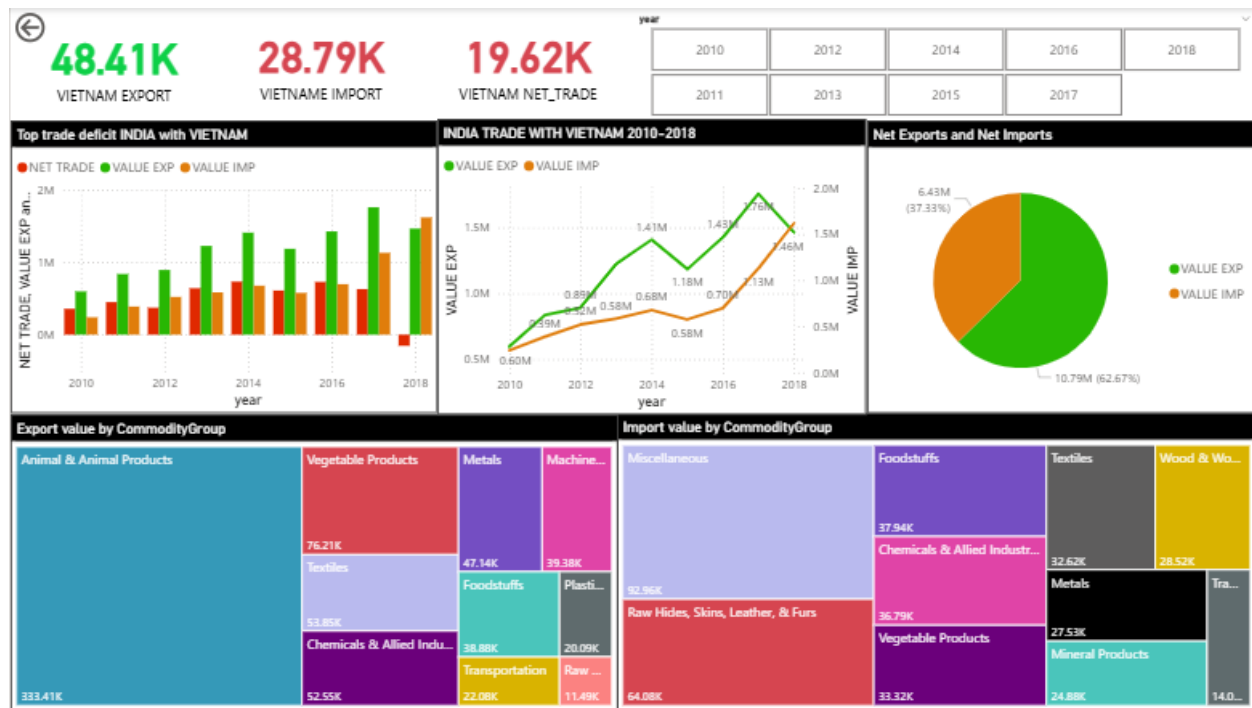 year
48.41K
28.79K
19.62K
VIETNAM EXPORT
VIETNAME IMPORT
VIETNAM NET_TRADE
2010
2012
2014
2016
2018
2011
2013
2015
2017
Top trade deficit INDIA with VIETNAM
NET TRADE
VALUE EXP
VALUE IMP
NET TRADE, VALUE EXP an...
2M
1M
0M
2010
2012
2014
2016
2018
year
INDIA TRADE WITH VIETNAM 2010-2018
VALUE EXP
VALUE IMP
VALUE EXP
1.5M
1.0M
0.5M
0.60M
0.39M
0.89M
0.52M
0.58M
1.41M
0.68M
1.18M
0.58M
1.43M
0.70M
1.76M
1.13M
1.46M
2.0M
1.5M
1.0M
0.5M
0.0M
VALUE IMP
2010
2012
2014
2016
2018
year
Net Exports and Net Imports
6.43M
(37.33%)
10.79M (62.67%)
VALUE EXP
VALUE IMP
Export value by CommodityGroup
Animal & Animal Products
333.41K
Vegetable Products
76.21K
Textiles
53.85K
Chemicals & Allied Indu...
52.55K
Metals
47.14K
Machine...
39.38K
Foodstuffs
38.88K
Plasti...
20.09K
Transportation
22.08K
Raw ...
11.49K
Import value by CommodityGroup
Miscellaneous
92.96K
Raw Hides, Skins, Leather, & Furs
64.08K
Foodstuffs
37.94K
Chemicals & Allied Industr...
36.79K
Vegetable Products
33.32K
Textiles
32.62K
Wood & Wo...
28.52K
Metals
27.53K
Mineral Products
24.88K
Tra...
14.0...